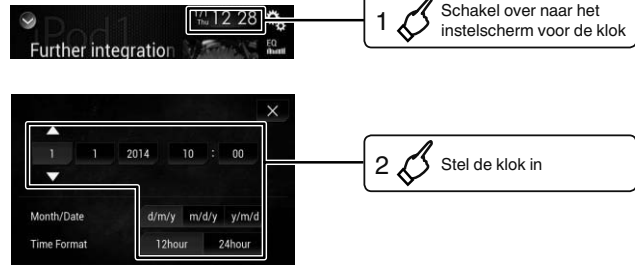 iPod1
1/1
Thu
12 28
EQ
Further integration
1
Schakel over naar het
instelscherm voor de klok
1 1 2014 10 : 00
2
Stel de klok in
Month/Date d/m/y m/d/y y/m/d
Time Format 12hour 24hour